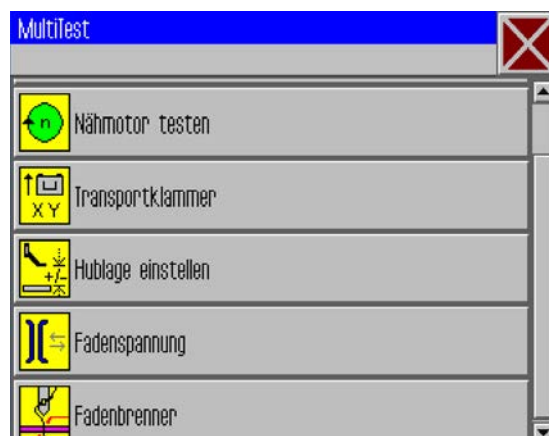 MultiTest
Nähmotor testen
n
Transportklammer
X Y
Hublage einstellen
+/-
Fadenspannung
Fadenbrenner